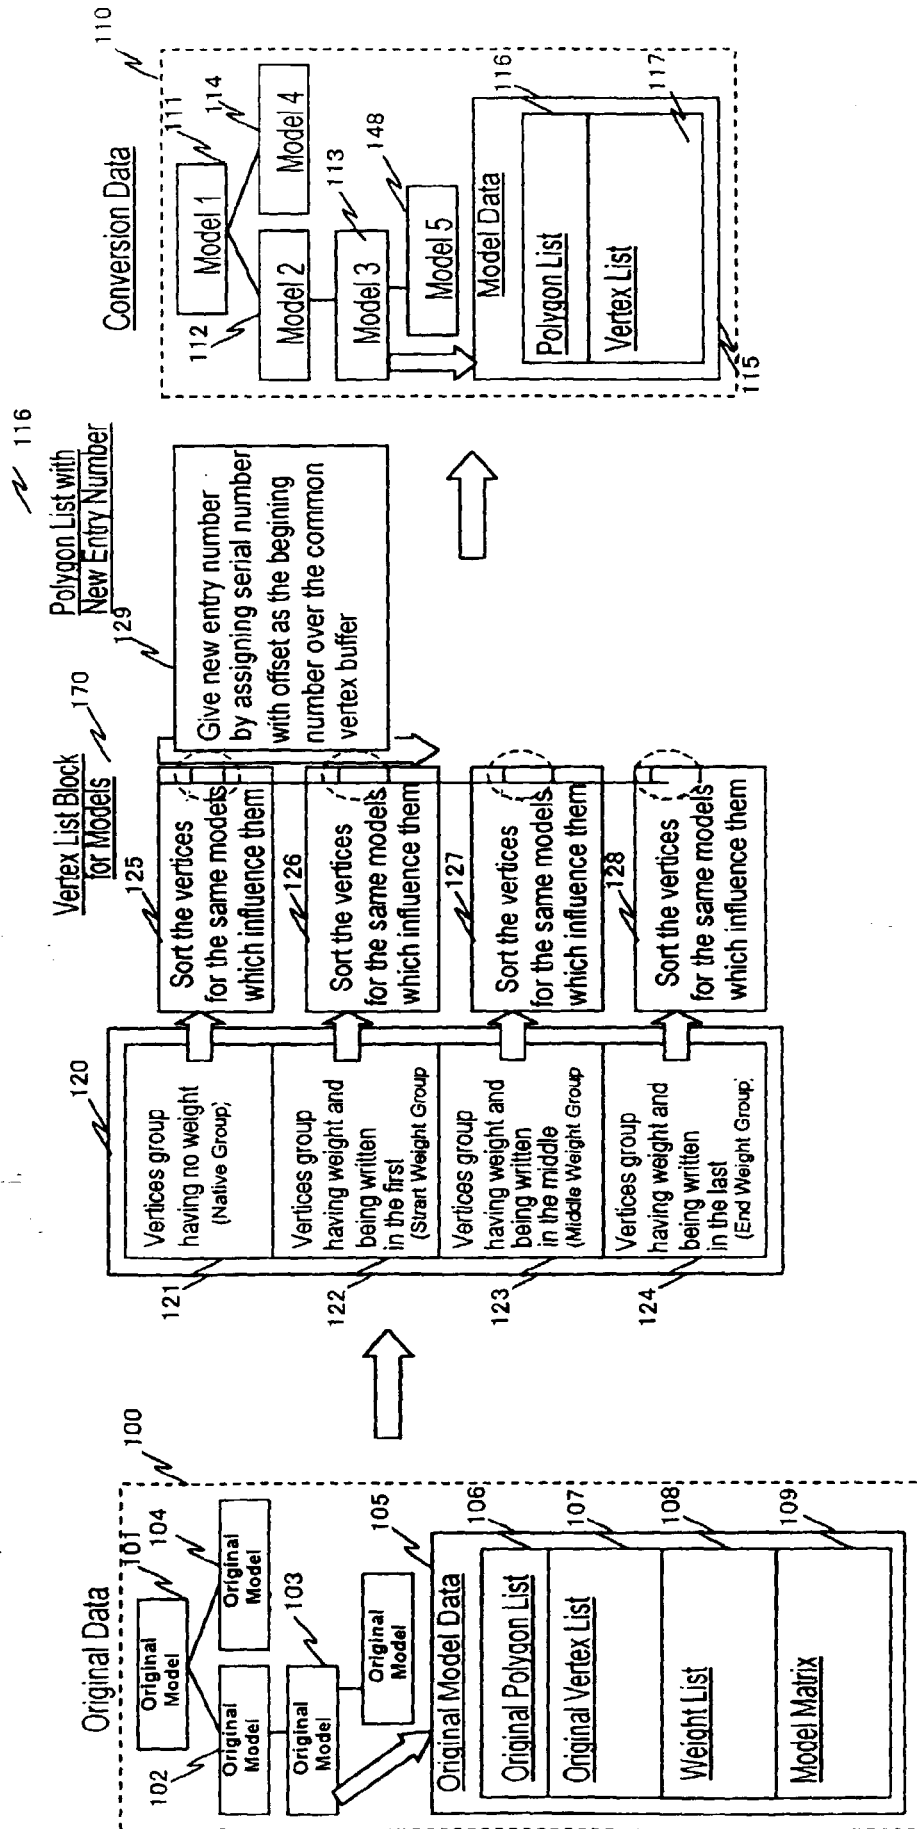 Original Data
100
Original
Model
101
Original
Model
102
Original
Model
104
Original
Model
103
Original
Model
105
Original Model Data
Original Polygon List
106
Original Vertex List
107
Weight List
108
Model Matrix
109
120
Vertices group
having no weight
(Native Group)
121
Vertices group
having weight and
being written
in the first
(Strart Weight Group
122
Vertices group
having weight and
being written
in the middle
(Middle Weight Group
123
Vertices group
having weight and
being written
in the last
(End Weight Group
124
Vertex List Block
for Models
170
125
Sort the vertices
for the same models
which influence them
126
Sort the vertices
for the same models
which influence them
127
Sort the vertices
for the same models
which influence them
128
Sort the vertices
for the same models
which influence them
Polygon List with
New Entry Number
116
129
Give new entry number
by assigning serial number
with offset as the begining
number over the common
vertex buffer
Conversion Data
110
Model 1
111
Model 2
112
Model 4
114
Model 3
113
Model 5
148
Model Data
115
Polygon List
116
Vertex List
117